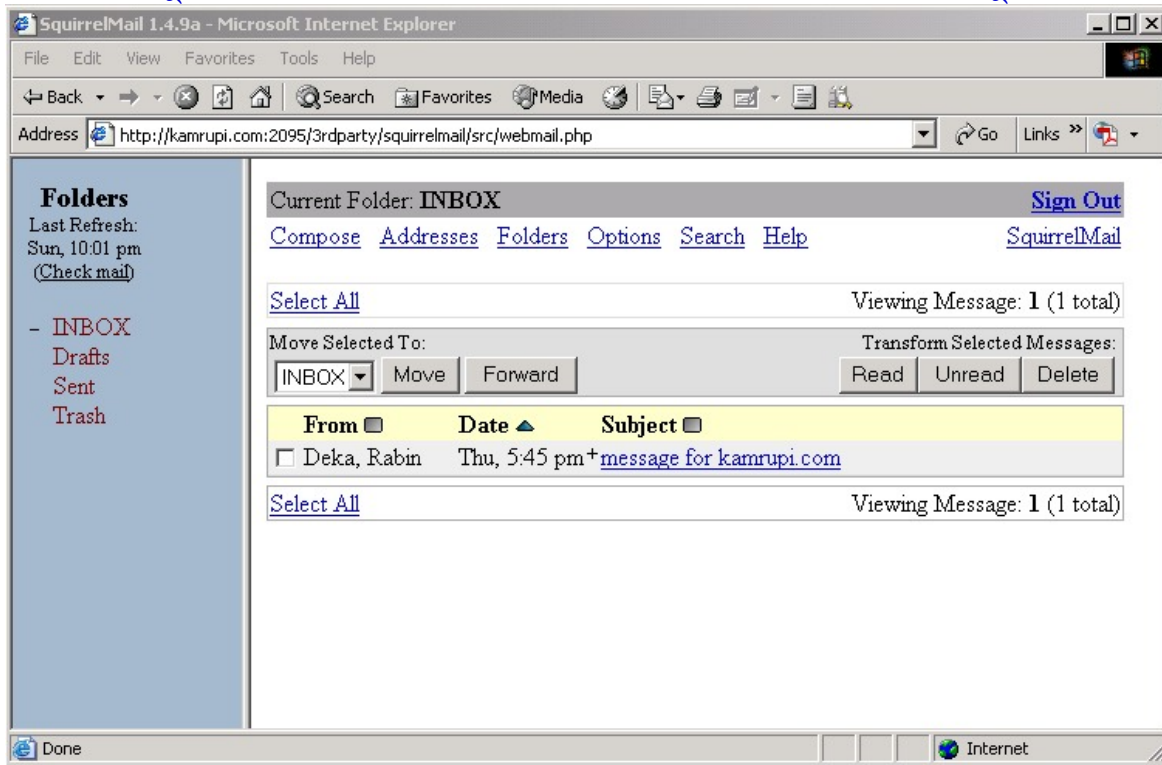 SquirrelMail 1.4.9a - Microsoft Internet Explorer
File Edit View Favorites Tools Help
Back Search Favorites Media
Address http://kamrupi.com:2095/3rdparty/squirrelmail/src/webmail.php Go Links »
Folders
Last Refresh:
Sun, 10:01 pm
(Check mail)
– INBOX
Drafts
Sent
Trash
Current Folder: INBOX Sign Out
Compose Addresses Folders Options Search Help SquirrelMail
Select All Viewing Message: 1 (1 total)
Move Selected To: Transform Selected Messages:
INBOX Move Forward Read Unread Delete
From Date Subject
Deka, Rabin Thu, 5:45 pm + message for kamrupi.com
Select All Viewing Message: 1 (1 total)
Done Internet